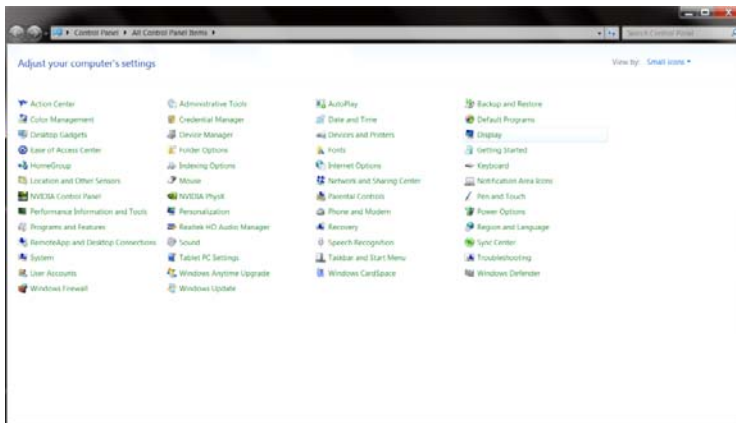 Control Panel All Control Panel Items Search Control Panel
Adjust your computer's settings View by: Small icons
Action Center Administrative Tools AutoPlay Backup and Restore
Color Management Credential Manager Date and Time Default Programs
Desktop Gadgets Device Manager Devices and Printers Display
Ease of Access Center Folder Options Fonts Getting Started
HomeGroup Indexing Options Internet Options Keyboard
Location and Other Sensors Mouse Network and Sharing Center Notification Area Icons
NVIDIA Control Panel NVIDIA PhysX Parental Controls Pen and Touch
Performance Information and Tools Personalization Phone and Modem Power Options
Programs and Features Realtek HD Audio Manager Recovery Region and Language
RemoteApp and Desktop Connections Sound Speech Recognition Sync Center
System Tablet PC Settings Taskbar and Start Menu Troubleshooting
User Accounts Windows Anytime Upgrade Windows CardSpace Windows Defender
Windows Firewall Windows Update